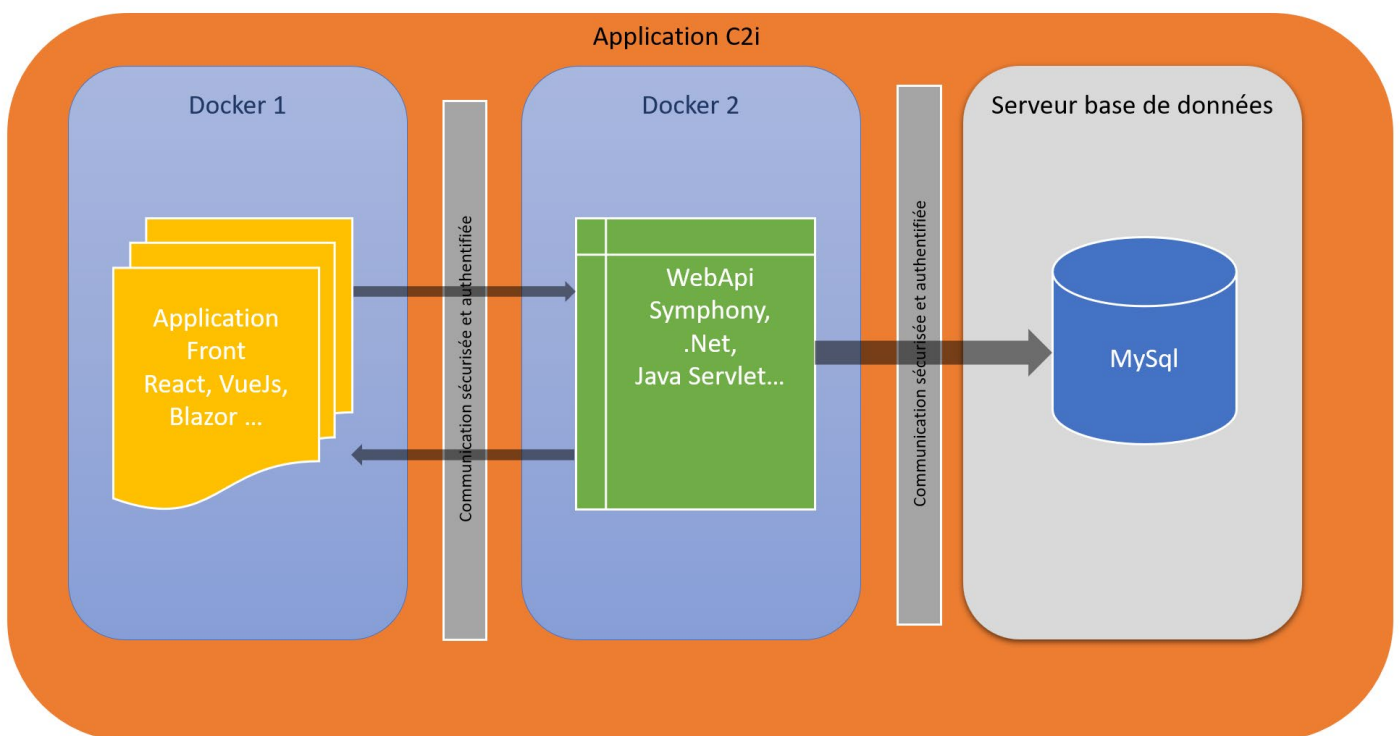 Application C2i
Docker 1
Application
Front
React, VueJs,
Blazor ...
Communication sécurisée et authentifiée
Docker 2
WebApi
Symphony,
.Net,
Java Servlet...
Communication sécurisée et authentifiée
Serveur base de données
MySql